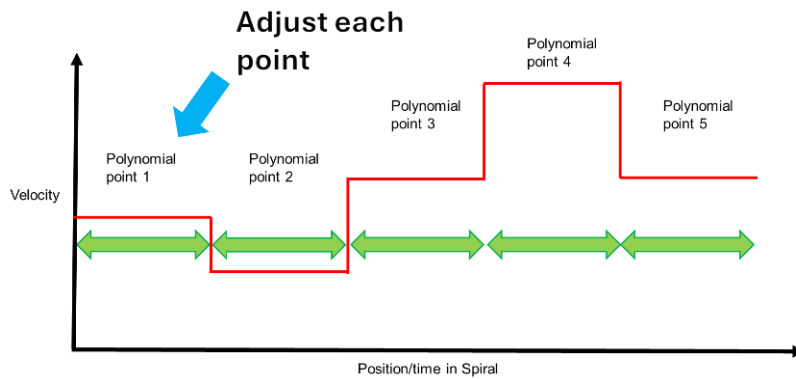 Adjust each
point
Polynomial
point 4
Polynomial
point 3
Polynomial
point 5
Polynomial
point 1
Polynomial
point 2
Velocity
Position/time in Spiral